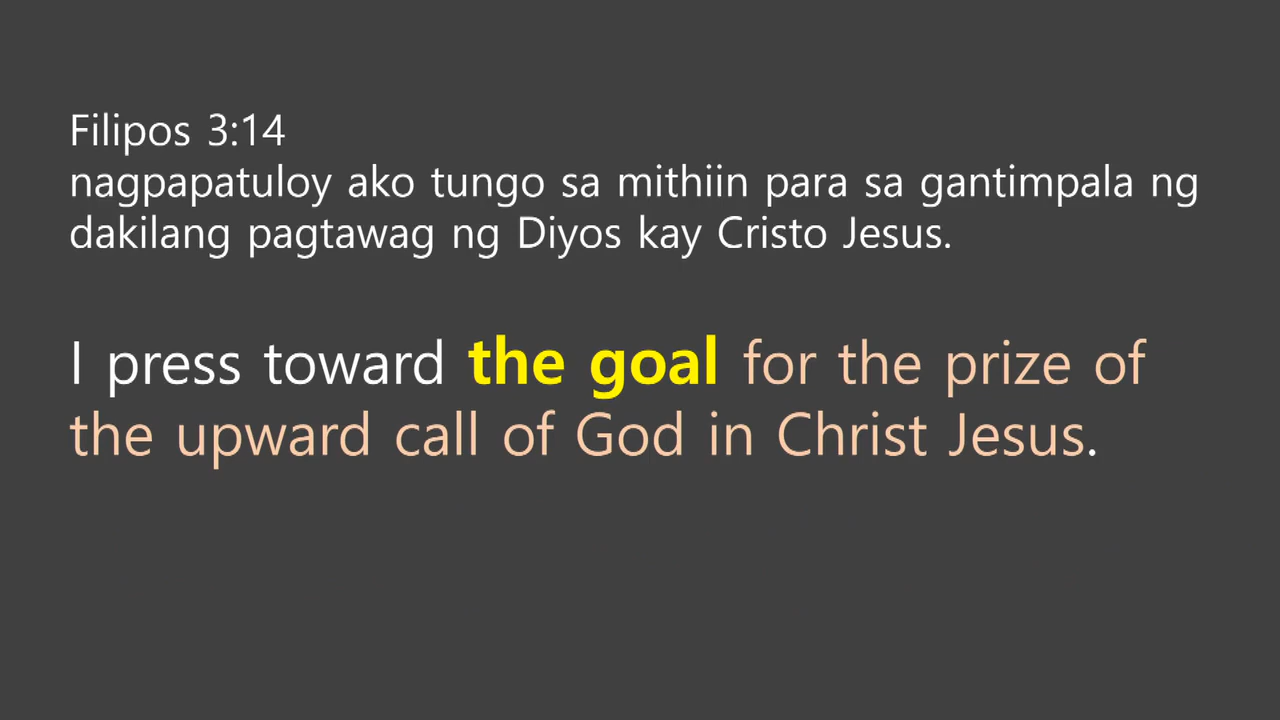 Filipos 3:14
nagpapatuloy ako tungo sa mithiin para sa gantimpala ng
dakilang pagtawag ng Diyos kay Cristo Jesus.
I press toward the goal for the prize of
the upward call of God in Christ Jesus.